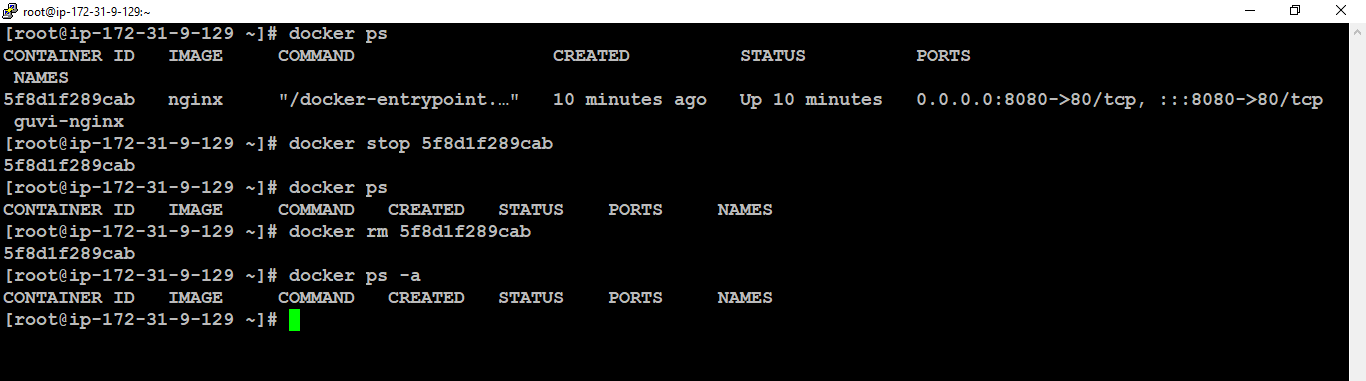 root@ip-172-31-9-129:~
[root@ip-172-31-9-129 ~]# docker ps
CONTAINER ID   IMAGE     COMMAND                  CREATED          STATUS          PORTS
 NAMES
5f8d1f289cab   nginx     "/docker-entrypoint.…"   10 minutes ago   Up 10 minutes   0.0.0.0:8080->80/tcp, :::8080->80/tcp
 guvi-nginx
[root@ip-172-31-9-129 ~]# docker stop 5f8d1f289cab
5f8d1f289cab
[root@ip-172-31-9-129 ~]# docker ps
CONTAINER ID   IMAGE     COMMAND   CREATED   STATUS    PORTS     NAMES
[root@ip-172-31-9-129 ~]# docker rm 5f8d1f289cab
5f8d1f289cab
[root@ip-172-31-9-129 ~]# docker ps -a
CONTAINER ID   IMAGE     COMMAND   CREATED   STATUS    PORTS     NAMES
[root@ip-172-31-9-129 ~]#